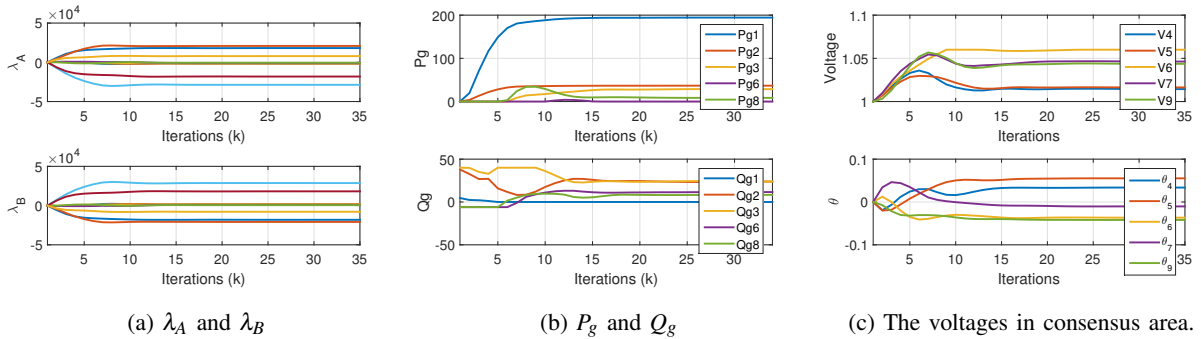 5 ×10^4
0
-5
5 10 15 20 25 30 35
λ_A
Iterations (k)
5 ×10^4
0
-5
5 10 15 20 25 30 35
λ_B
Iterations (k)
(a) λ_A and λ_B
200
100
0
5 10 15 20 25 30
Pg
Iterations (k)
Pg1
Pg2
Pg3
Pg6
Pg8
50
0
-50
5 10 15 20 25 30
Qg
Iterations (k)
Qg1
Qg2
Qg3
Qg6
Qg8
(b) P_g and Q_g
1.1
1.05
1
5 10 15 20 25 30 35
Voltage
Iterations
V4
V5
V6
V7
V9
0.1
0
-0.1
5 10 15 20 25 30 35
θ
Iterations
θ_4
θ_5
θ_6
θ_7
θ_9
(c) The voltages in consensus area.